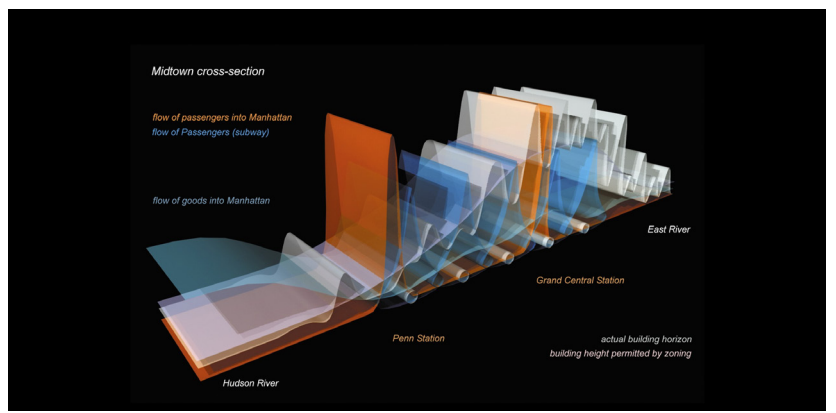 Midtown cross-section
flow of passengers into Manhattan
flow of Passengers (subway)
flow of goods into Manhattan
East River
Grand Central Station
Penn Station
actual building horizon
building height permitted by zoning
Hudson River